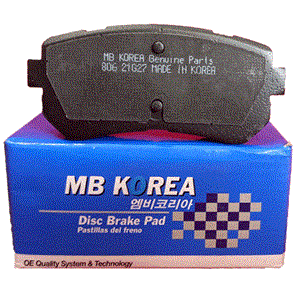 MB KOREA Genuine Parts
806 21G27 MADE IN KOREA
MB KOREA
엠비코리아
Disc Brake Pad
Pastillas del freno
OE Quality System & Technology